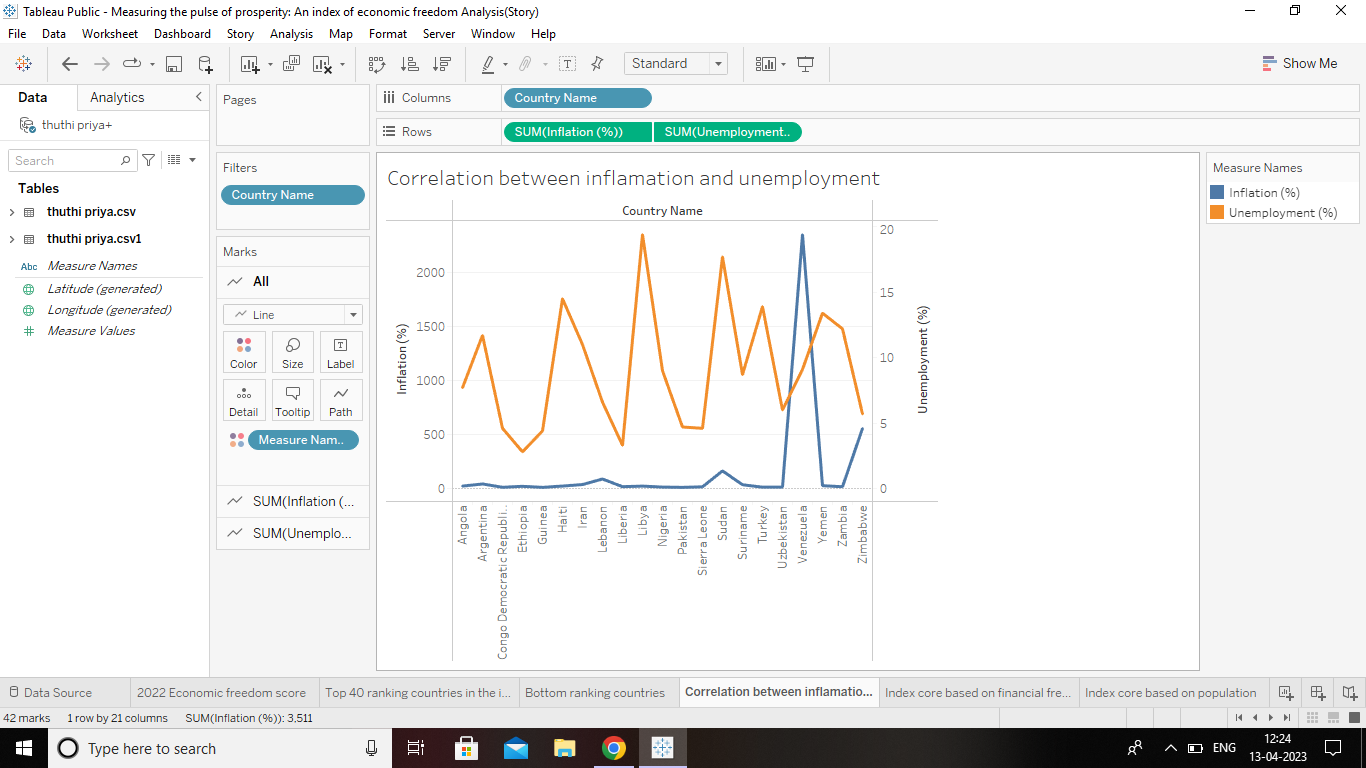 Tableau Public - Measuring the pulse of prosperity: An index of economic freedom Analysis(Story)
File Data Worksheet Dashboard Story Analysis Map Format Server Window Help
Standard
Show Me
Data Analytics
thuthi priya+
Search
Tables
thuthi priya.csv
thuthi priya.csv1
Abc Measure Names
Latitude (generated)
Longitude (generated)
Measure Values
Pages
Filters
Country Name
Marks
All
Line
Color Size Label
Detail Tooltip Path
Measure Nam..
SUM(Inflation (...
SUM(Unemplo...
Columns Country Name
Rows SUM(Inflation (%)) SUM(Unemployment..
Correlation between inflamation and unemployment
Country Name
Inflation (%)
2000
1500
1000
500
0
20
15
10
5
0
Unemployment (%)
Angola
Argentina
Congo Democratic Republi..
Ethiopia
Guinea
Haiti
Iran
Lebanon
Liberia
Libya
Nigeria
Pakistan
Sierra Leone
Sudan
Suriname
Turkey
Uzbekistan
Venezuela
Yemen
Zambia
Zimbabwe
Measure Names
Inflation (%)
Unemployment (%)
Data Source 2022 Economic freedom score Top 40 ranking countries in the i... Bottom ranking countries Correlation between inflamatio... Index core based on financial fre... Index core based on population
42 marks 1 row by 21 columns SUM(Inflation (%)): 3,511
Type here to search
ENG
12:24
13-04-2023